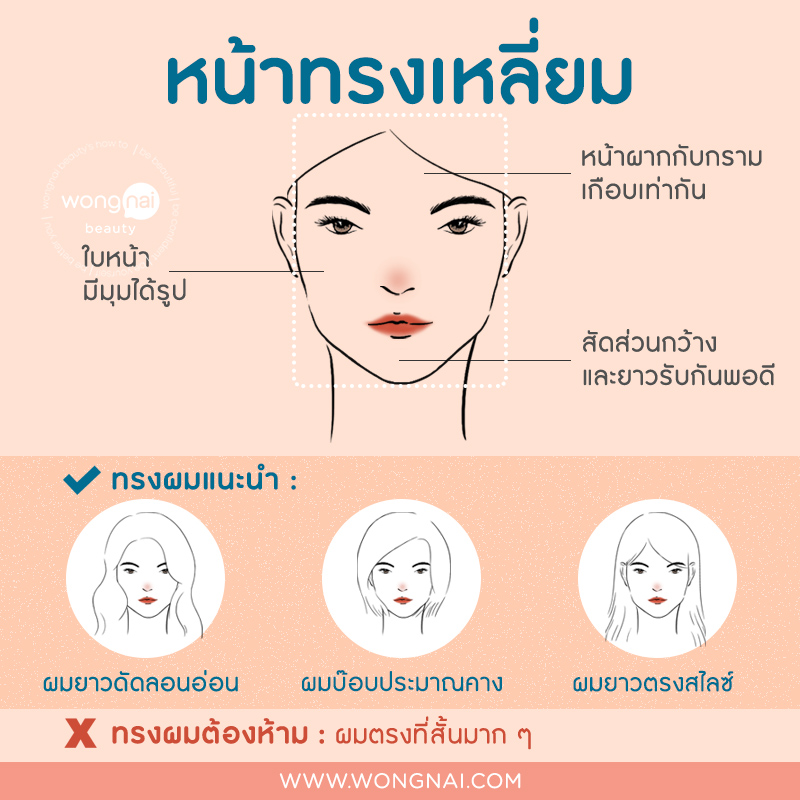 หน้าทรงเหลี่ยม
หน้าผากกับกราม
เกือบเท่ากัน
wongnai
beauty
ใบหน้า
มีมุมได้รูป
สัดส่วนกว้าง
และยาวรับกันพอดี
ทรงผมแนะนำ :
ผมยาวดัดลอนอ่อน
ผมบ๊อบประมาณคาง
ผมยาวตรงสไลซ์
X ทรงผมต้องห้าม : ผมตรงที่สั้นมาก ๆ
WWW.WONGNAI.COM